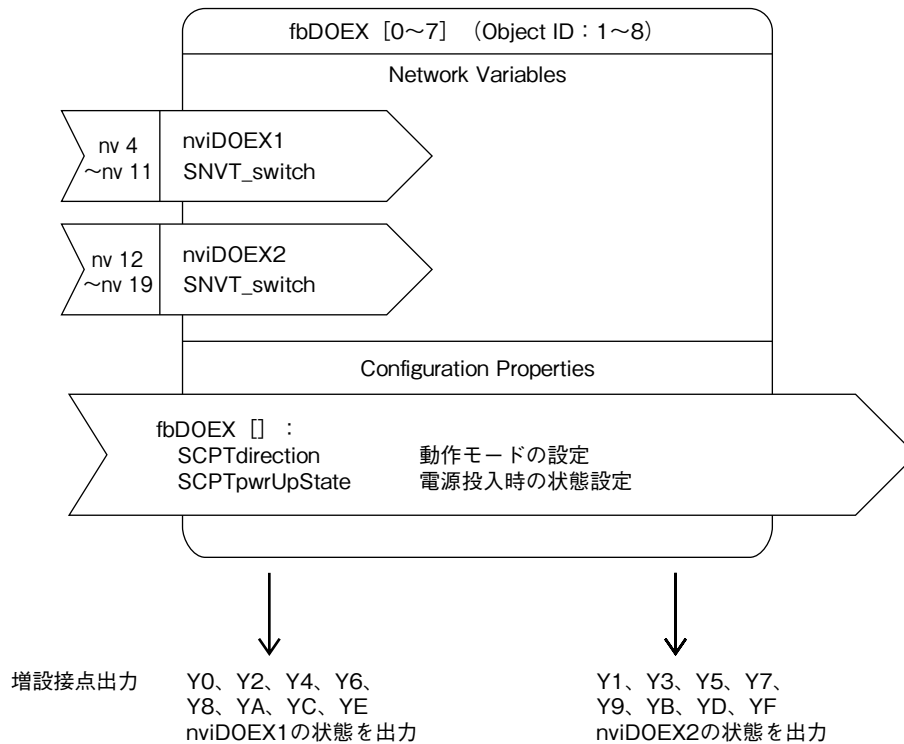 fbDOEX［0～7］（Object ID：1～8）
Network Variables
nv 4
～nv 11
nviDOEX1
SNVT_switch
nv 12
～nv 19
nviDOEX2
SNVT_switch
Configuration Properties
fbDOEX［］：
SCPTdirection 動作モードの設定
SCPTpwrUpState 電源投入時の状態設定
増設接点出力
Y0、Y2、Y4、Y6、
Y8、YA、YC、YE
nviDOEX1の状態を出力
Y1、Y3、Y5、Y7、
Y9、YB、YD、YF
nviDOEX2の状態を出力